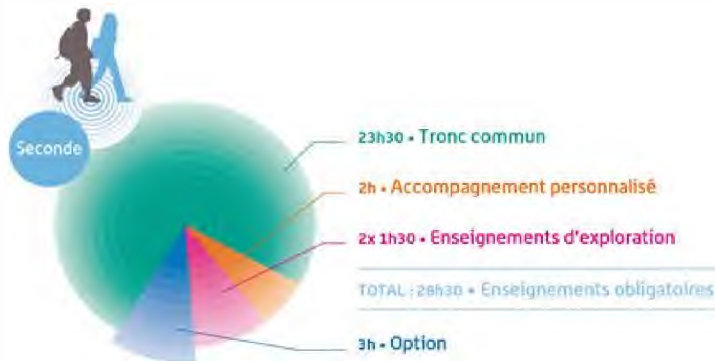 Seconde
23h30 • Tronc commun
2h • Accompagnement personnalisé
2x 1h30 • Enseignements d'exploration
TOTAL : 28h30 • Enseignements obligatoires
3h • Option